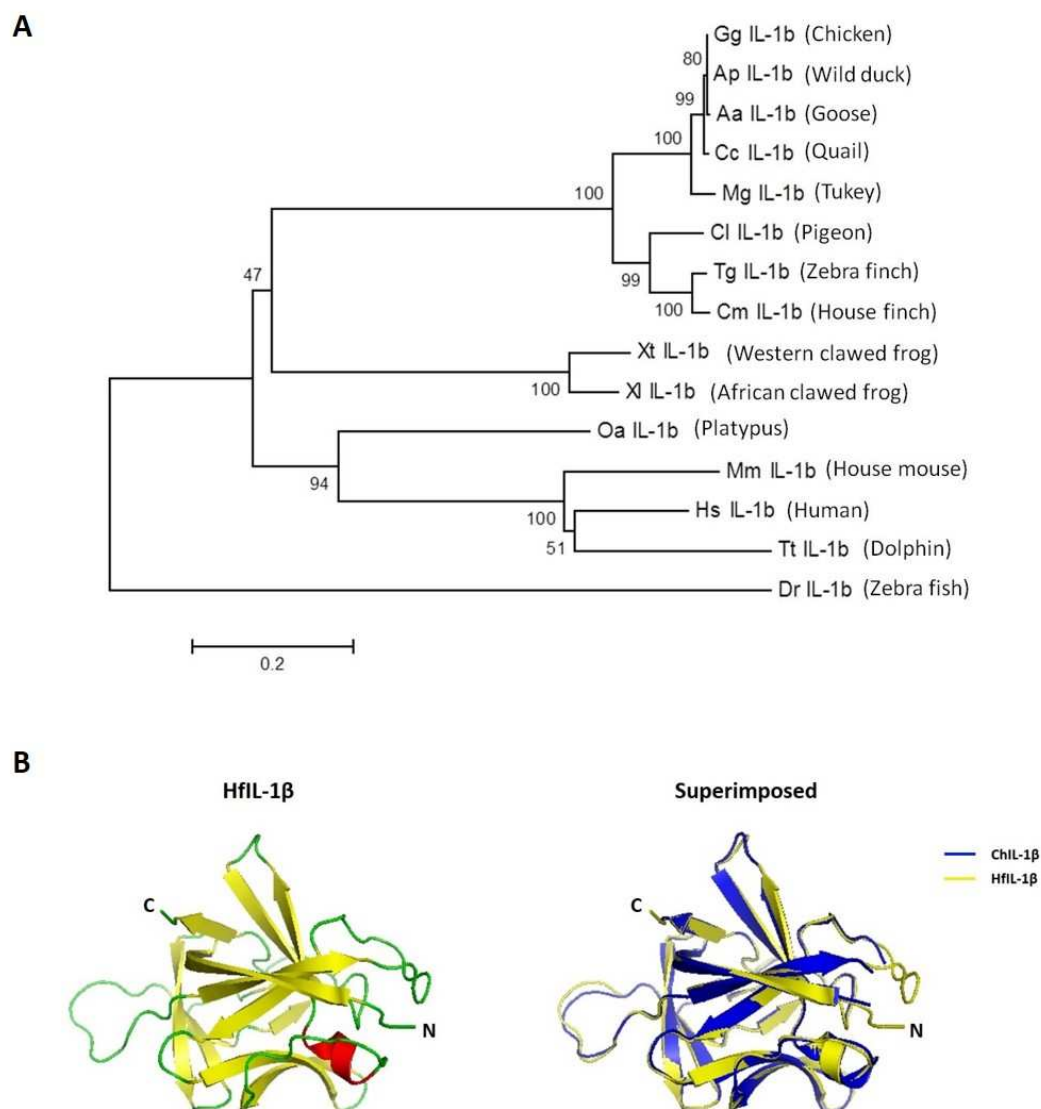 A
Gg IL-1b (Chicken)
80
Ap IL-1b (Wild duck)
99
Aa IL-1b (Goose)
100
Cc IL-1b (Quail)
100
Mg IL-1b (Tukey)
Cl IL-1b (Pigeon)
47
99
Tg IL-1b (Zebra finch)
100
Cm IL-1b (House finch)
Xt IL-1b (Western clawed frog)
100
Xl IL-1b (African clawed frog)
Oa IL-1b (Platypus)
94
Mm IL-1b (House mouse)
100
Hs IL-1b (Human)
51
Tt IL-1b (Dolphin)
Dr IL-1b (Zebra fish)
0.2
B
HfIL-1β
Superimposed
ChIL-1β
HfIL-1β
C
N
C
N